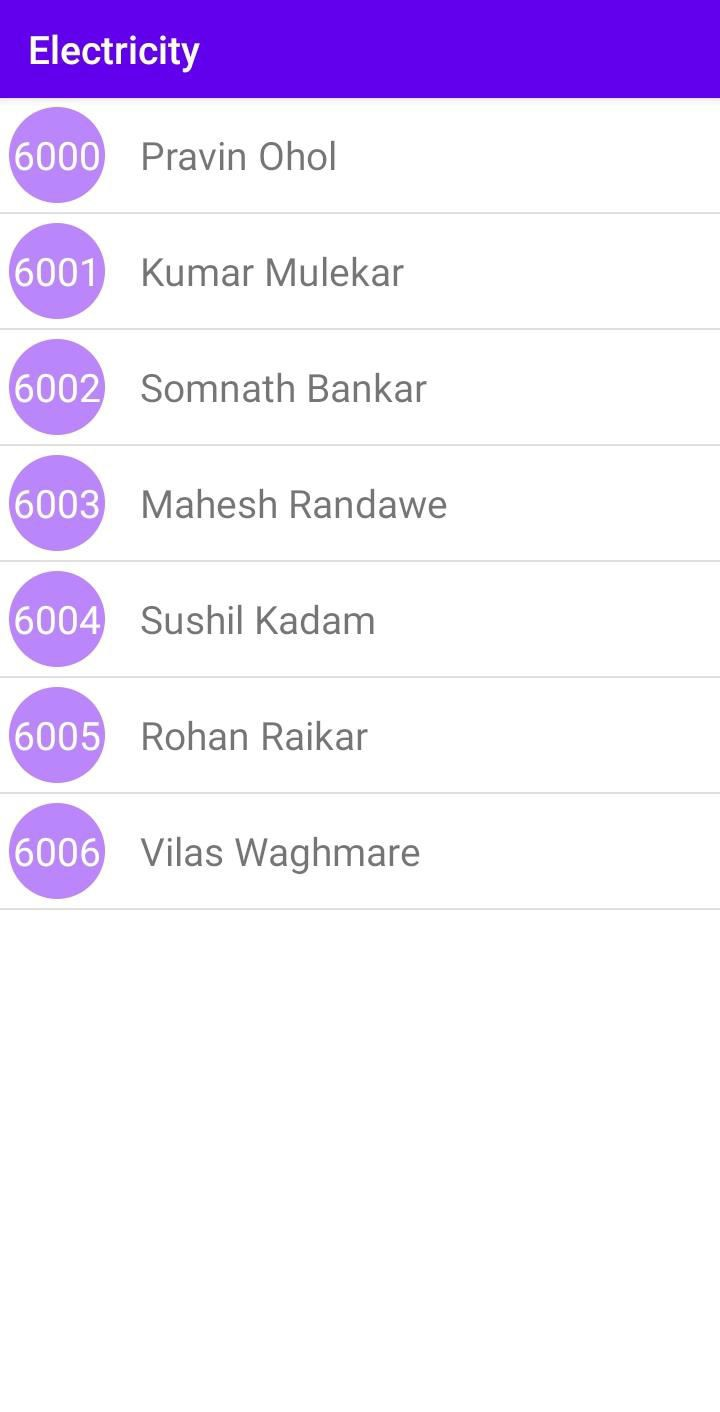 Electricity
6000 Pravin Ohol
6001 Kumar Mulekar
6002 Somnath Bankar
6003 Mahesh Randawe
6004 Sushil Kadam
6005 Rohan Raikar
6006 Vilas Waghmare